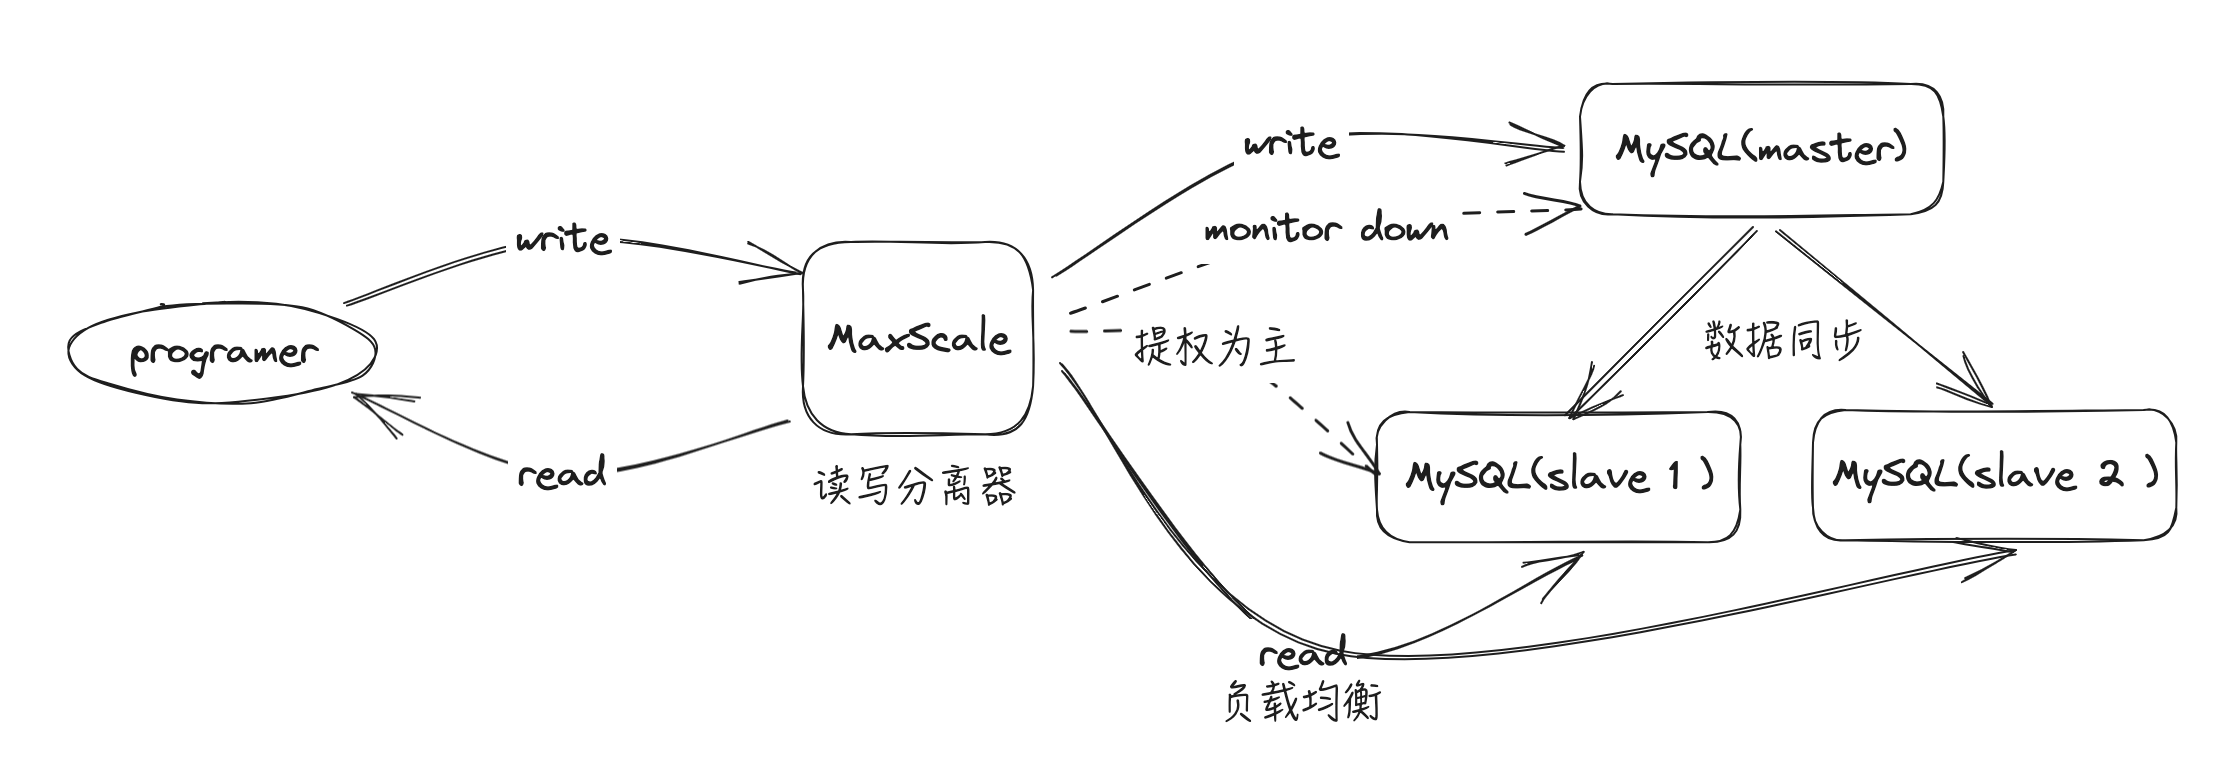 write
MySQL(master)
monitor down
write
programer
MaxScale
提权为主
数据同步
read
读写分离器
MySQL(slave 1 )
MySQL(slave 2 )
read
负载均衡